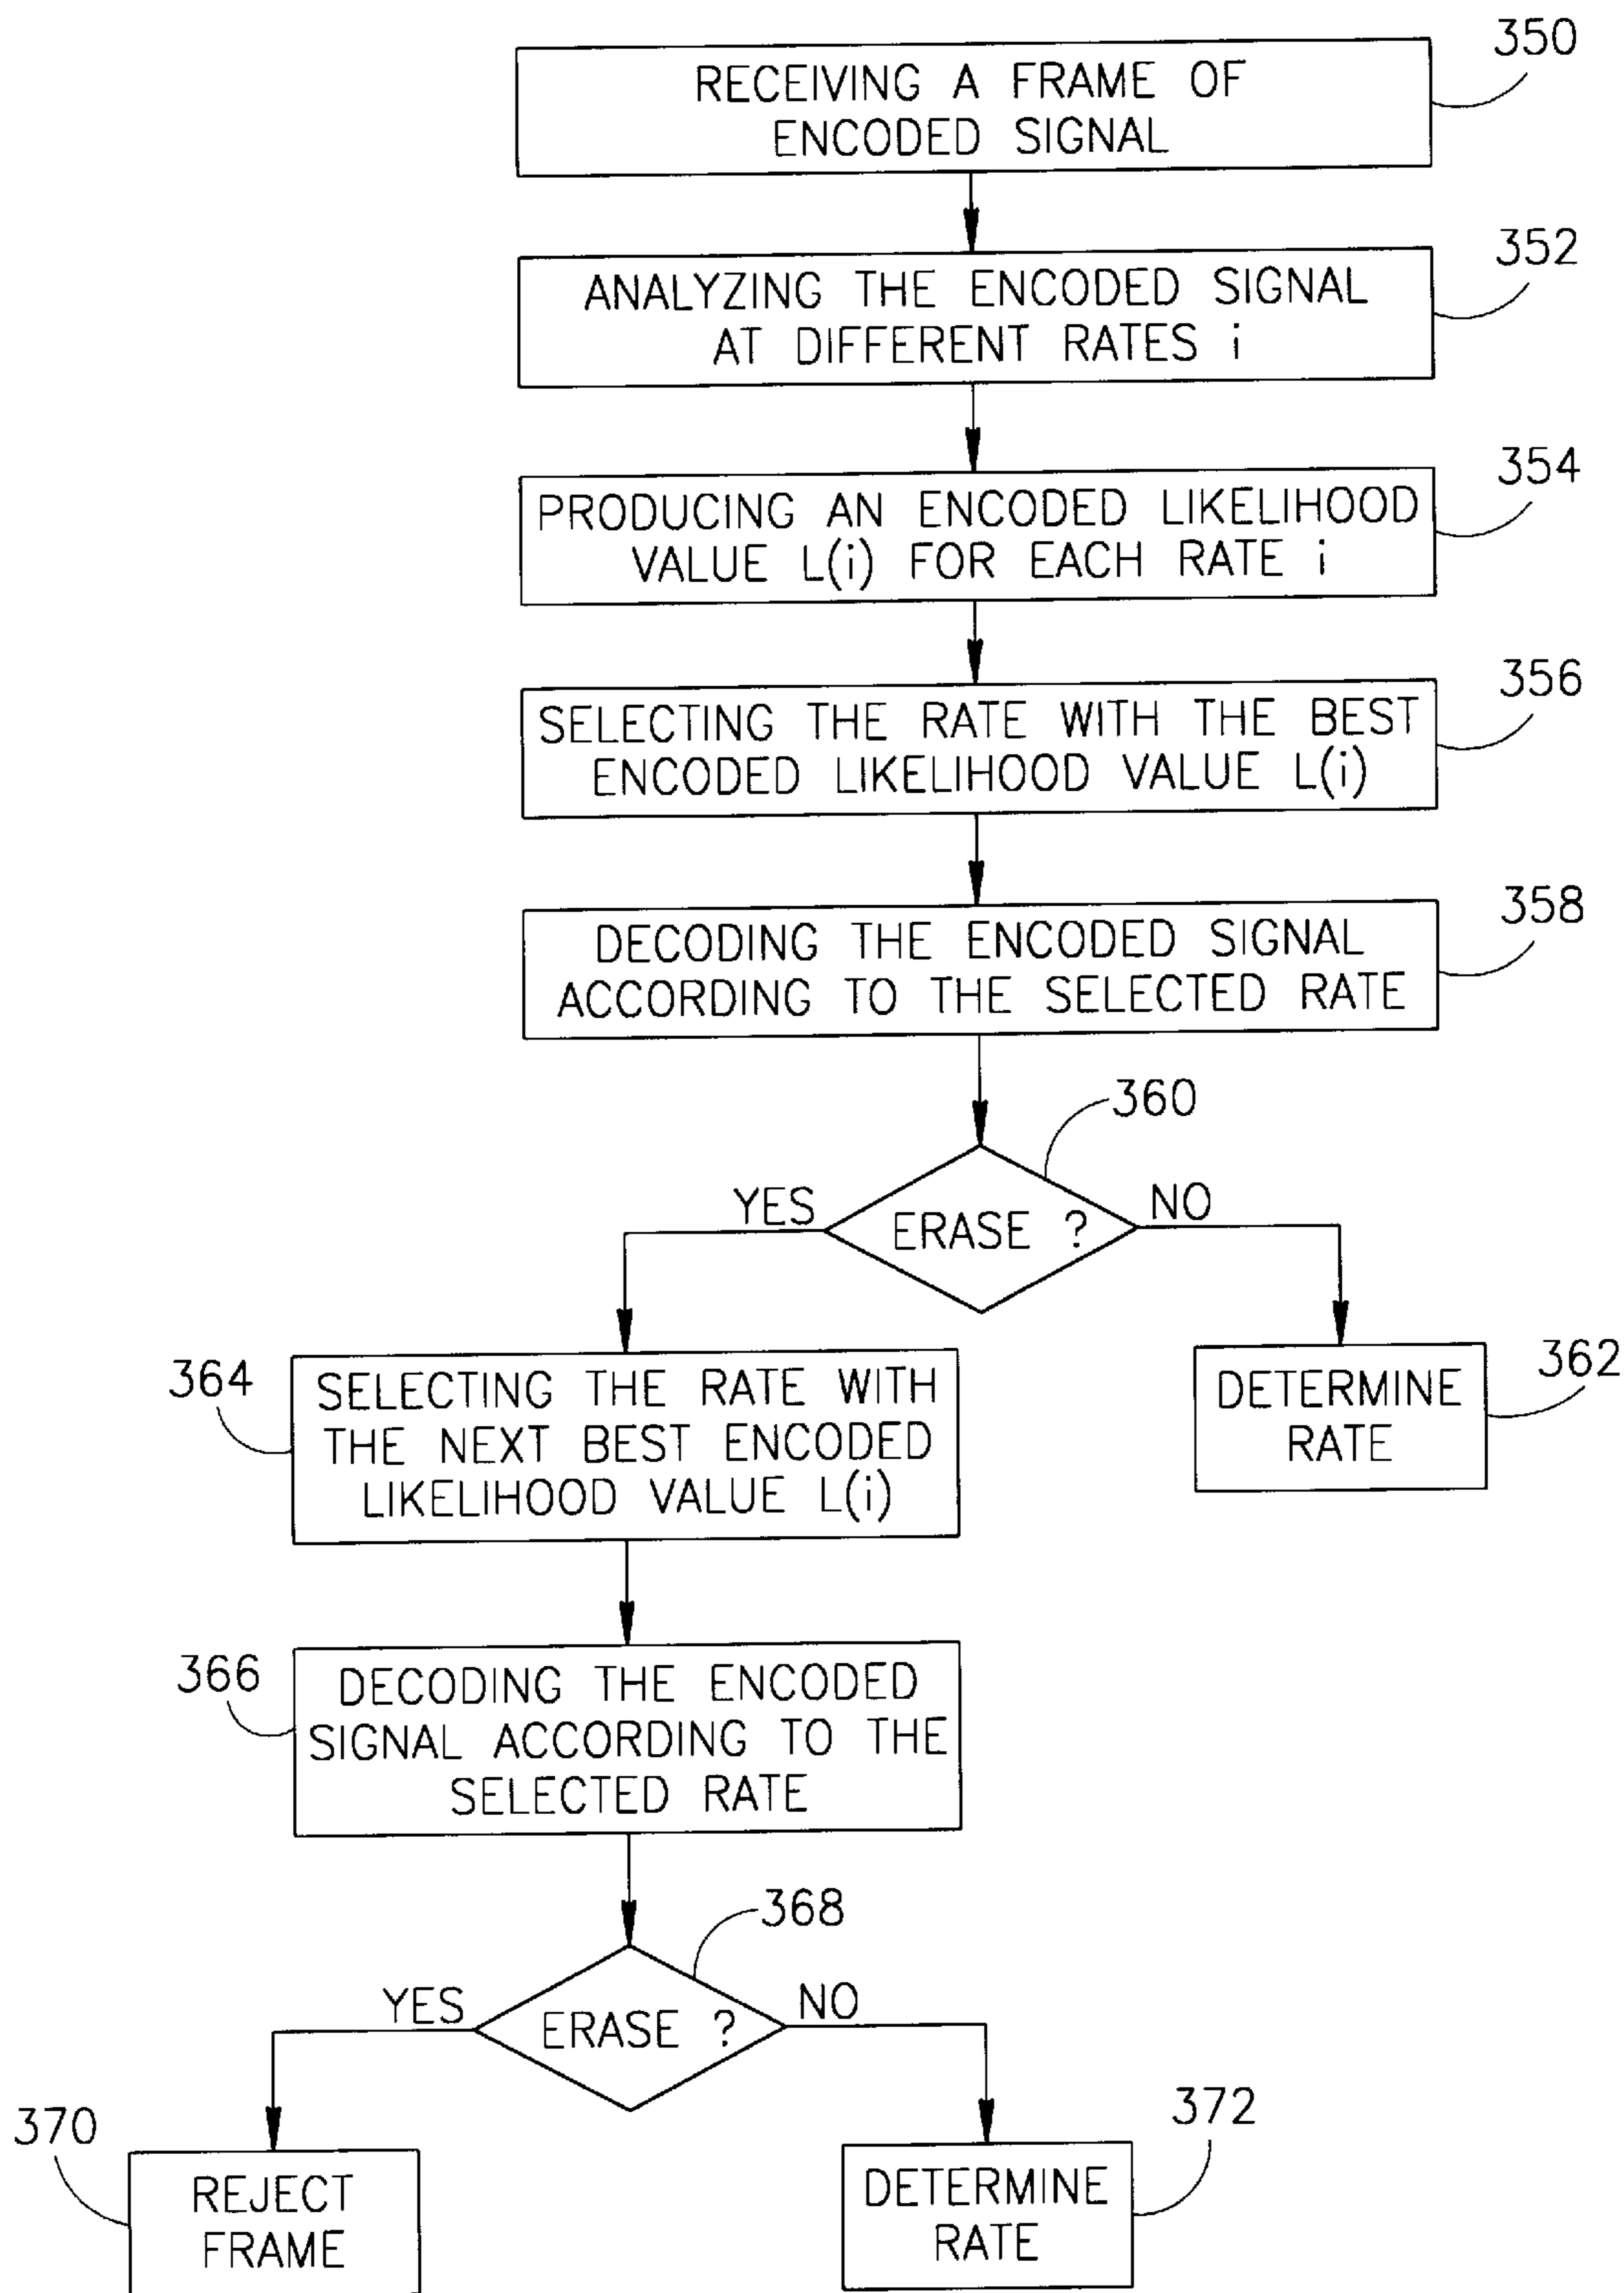 350
RECEIVING A FRAME OF
ENCODED SIGNAL
352
ANALYZING THE ENCODED SIGNAL
AT DIFFERENT RATES i
354
PRODUCING AN ENCODED LIKELIHOOD
VALUE L(i) FOR EACH RATE i
356
SELECTING THE RATE WITH THE BEST
ENCODED LIKELIHOOD VALUE L(i)
358
DECODING THE ENCODED SIGNAL
ACCORDING TO THE SELECTED RATE
360
YES
ERASE ?
NO
364
SELECTING THE RATE WITH
THE NEXT BEST ENCODED
LIKELIHOOD VALUE L(i)
362
DETERMINE
RATE
366
DECODING THE ENCODED
SIGNAL ACCORDING TO THE
SELECTED RATE
368
YES
ERASE ?
NO
370
REJECT
FRAME
372
DETERMINE
RATE